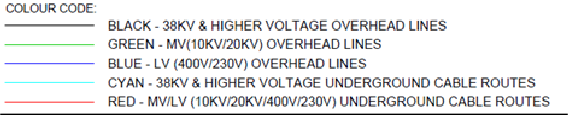 COLOUR CODE:
BLACK - 38KV & HIGHER VOLTAGE OVERHEAD LINES
GREEN - MV(10KV/20KV) OVERHEAD LINES
BLUE - LV (400V/230V) OVERHEAD LINES
CYAN - 38KV & HIGHER VOLTAGE UNDERGROUND CABLE ROUTES
RED - MV/LV (10KV/20KV/400V/230V) UNDERGROUND CABLE ROUTES